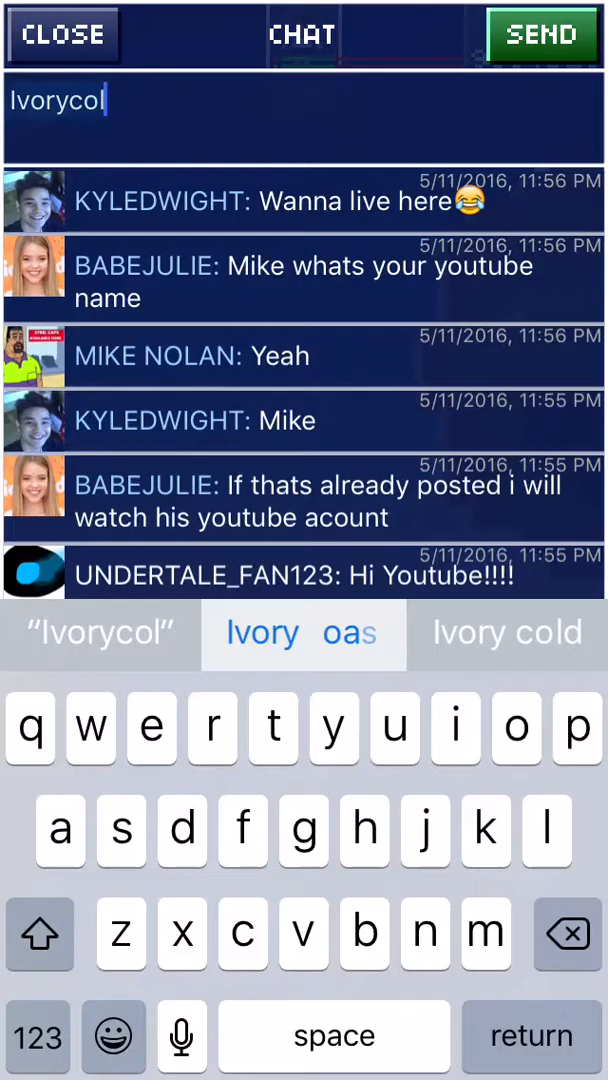 CLOSE CHAT SEND
Ivorycol
5/11/2016, 11:56 PM
KYLEDWIGHT: Wanna live here😂
5/11/2016, 11:56 PM
BABEJULIE: Mike whats your youtube
name
5/11/2016, 11:56 PM
MIKE NOLAN: Yeah
5/11/2016, 11:55 PM
KYLEDWIGHT: Mike
5/11/2016, 11:55 PM
BABEJULIE: If thats already posted i will
watch his youtube acount
5/11/2016, 11:55 PM
UNDERTALE_FAN123: Hi Youtube!!!!
“Ivorycol” Ivory oas Ivory cold
q w e r t y u i o p
a s d f g h j k l
z x c v b n m
123 space return